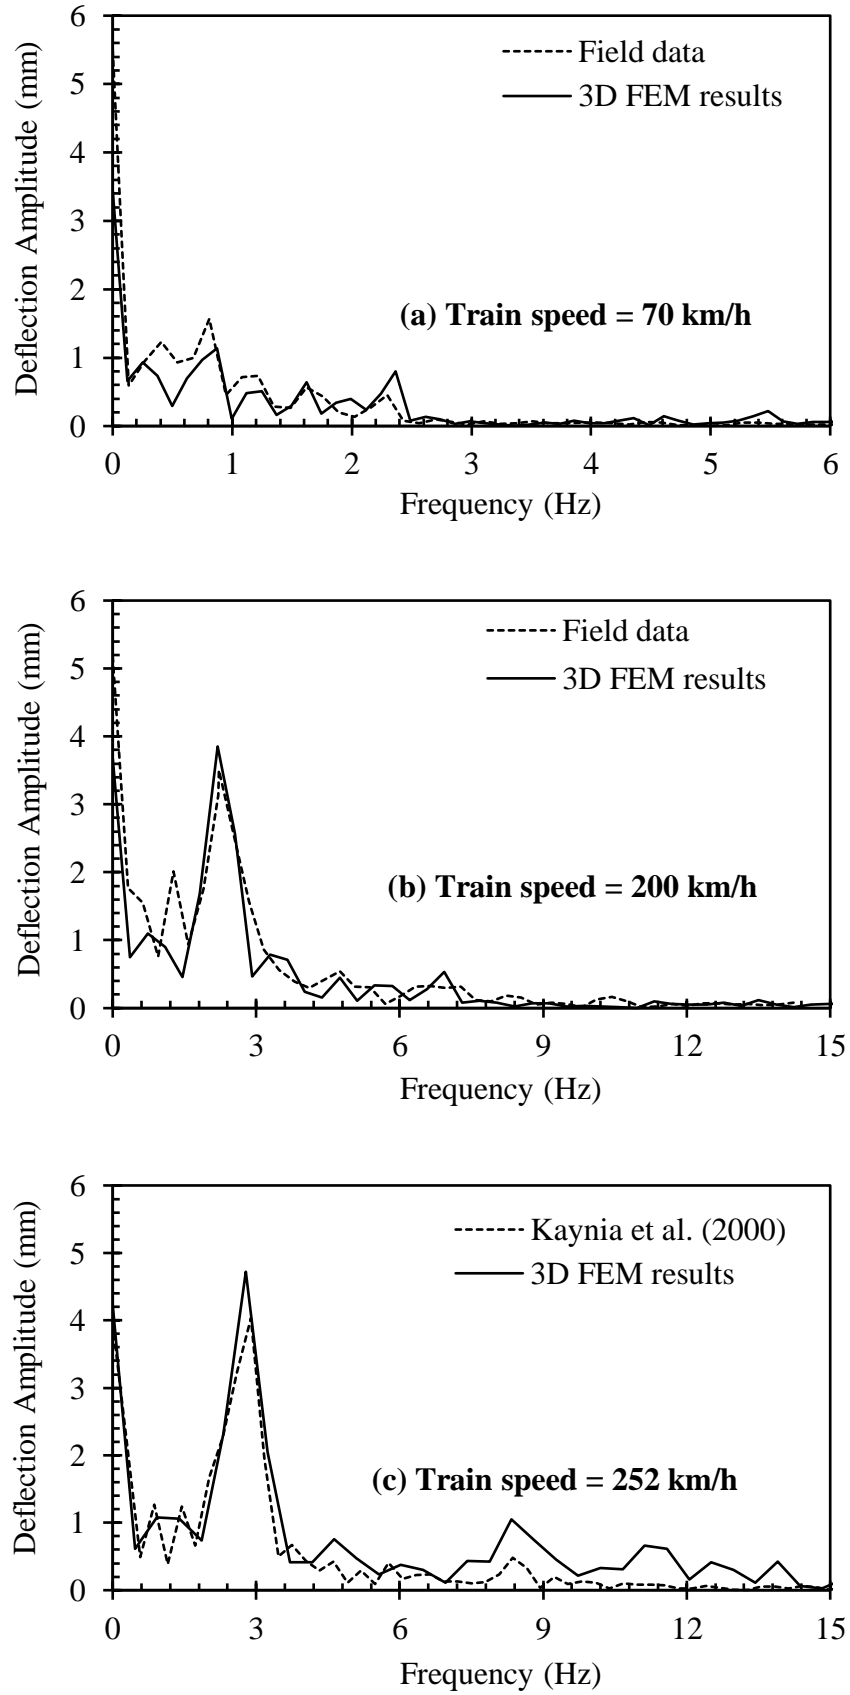 6
5
4
3
2
1
0
Deflection Amplitude (mm)
Field data
3D FEM results
(a) Train speed = 70 km/h
0 1 2 3 4 5 6
Frequency (Hz)
6
5
4
3
2
1
0
Deflection Amplitude (mm)
Field data
3D FEM results
(b) Train speed = 200 km/h
0 3 6 9 12 15
Frequency (Hz)
6
5
4
3
2
1
0
Deflection Amplitude (mm)
Kaynia et al. (2000)
3D FEM results
(c) Train speed = 252 km/h
0 3 6 9 12 15
Frequency (Hz)